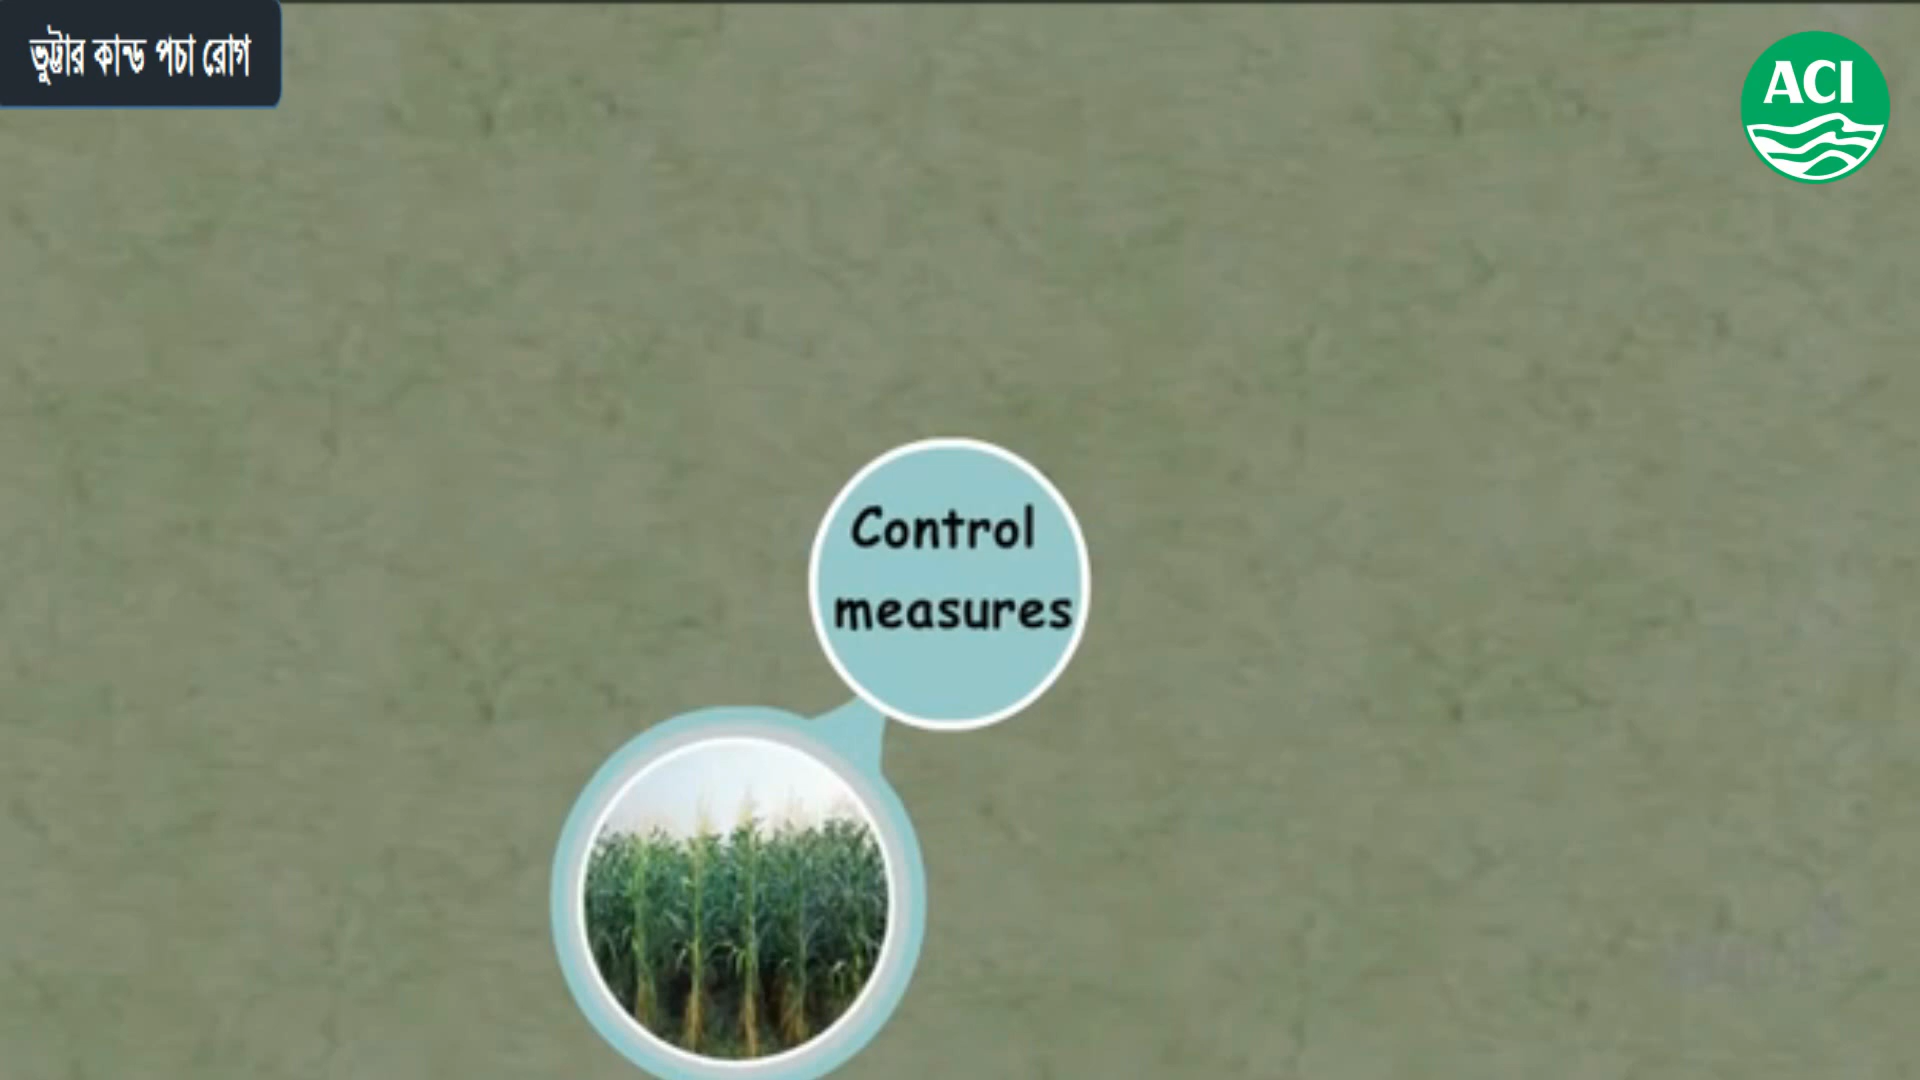 ভুট্টার কান্ড পচা রোগ
ACI
Control
measures